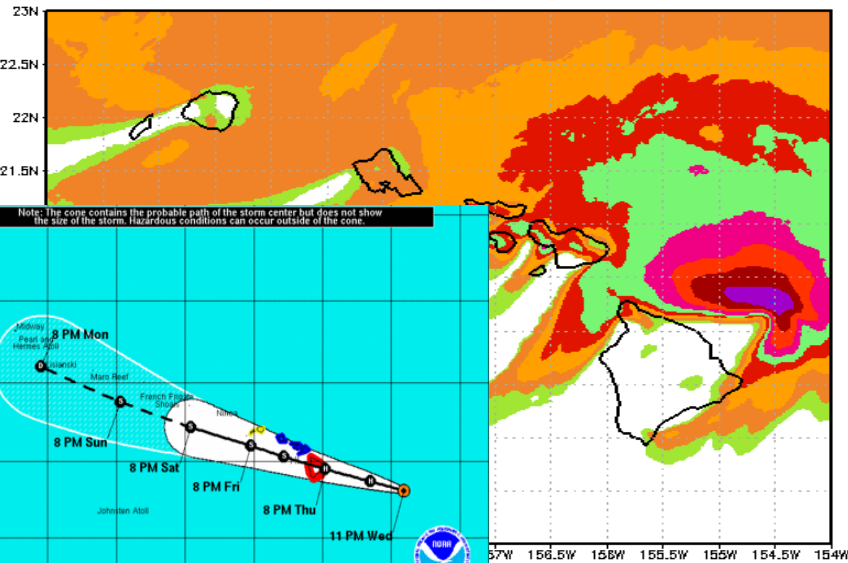 23N
22.5N
22N
21.5N
Note: The cone contains the probable path of the storm center but does not show
the size of the storm. Hazardous conditions can occur outside of the cone.
Midway
8 PM Mon
Pearl and
Hermes Atoll
D
Lisianski
Maro Reef
S
French Frigate
Shoals
Nihoa
8 PM Sun
S
S
8 PM Sat
S
H
H
8 PM Fri
8 PM Thu
Johnston Atoll
11 PM Wed
NOAA
57W 156.5W 156W 155.5W 155W 154.5W 154W